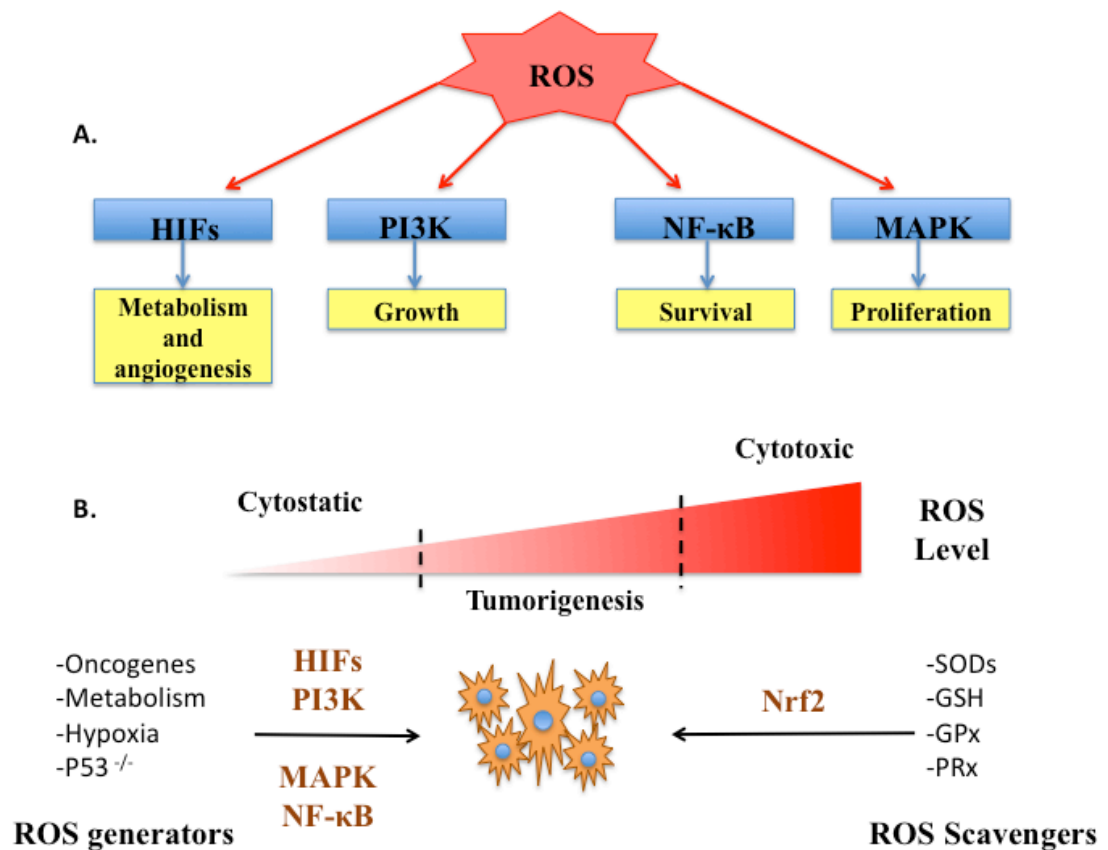 ROS
A.
HIFs
PI3K
NF-κB
MAPK
Metabolism
and
angiogenesis
Growth
Survival
Proliferation
B.
Cytostatic
Cytotoxic
ROS
Level
Tumorigenesis
-Oncogenes
-Metabolism
-Hypoxia
-P53 -/-
HIFs
PI3K
MAPK
NF-κB
Nrf2
-SODs
-GSH
-GPx
-PRx
ROS generators
ROS Scavengers